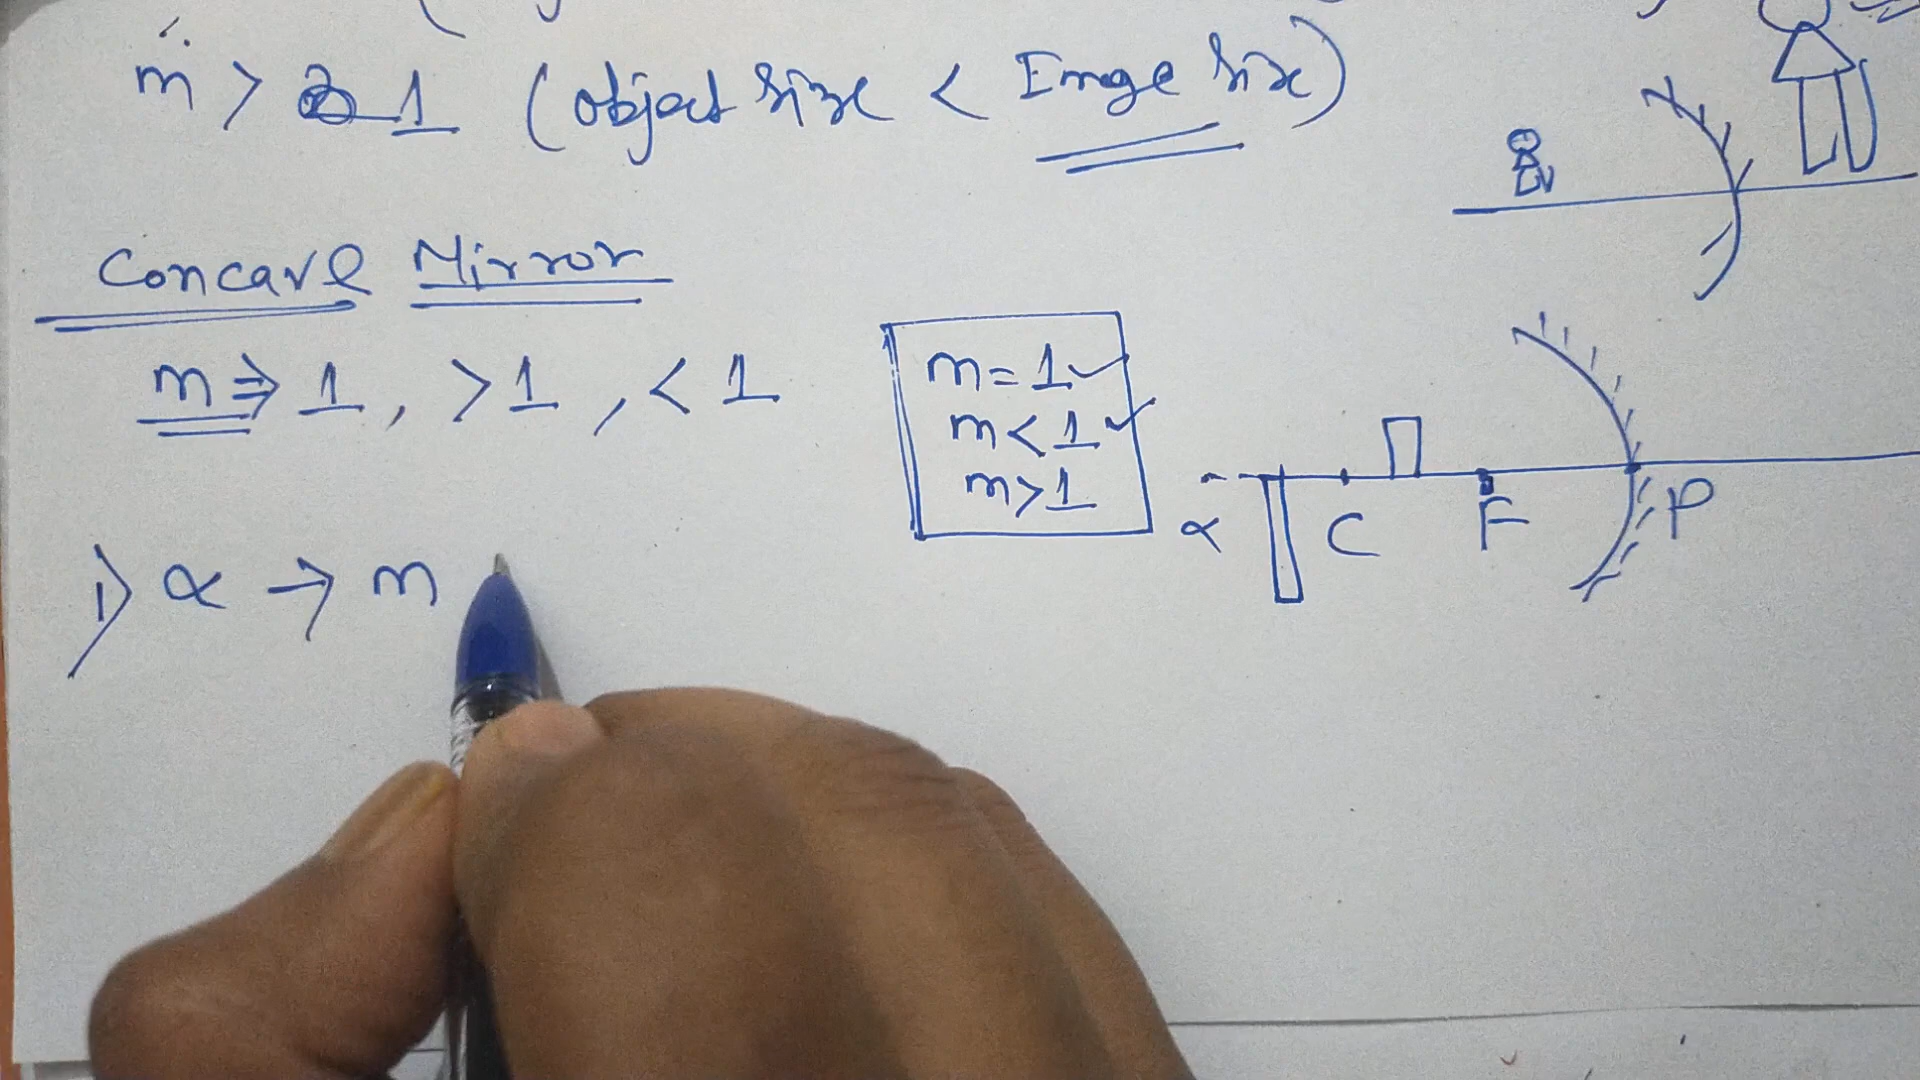 m > 1 (object size < Image size)
Concave Mirror
m ⇒ 1, >1, < 1
m = 1 ✓
m < 1 ✓
m > 1
∝ C F P
1) ∝ → m